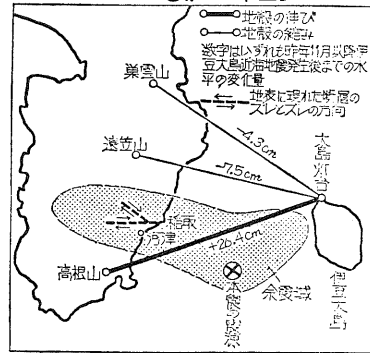 地殻の伸び
地殻の縮み
数字はいずれも昨年11月以降伊
豆大島近海地震発生後までの水
平の変化量
地表に現れた断層の
ズレとズレの方向
巣雲山
遠笠山
大島灯台
-4.3cm
-7.5cm
+26.4cm
稲取
河津
高根山
本震の震源
余震域
伊豆大島